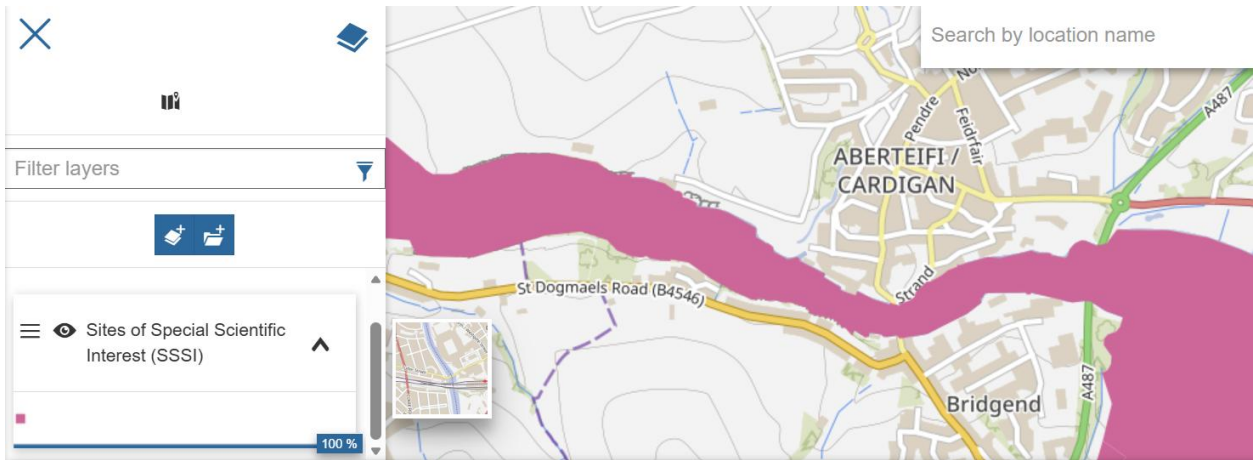 Filter layers
Sites of Special Scientific
Interest (SSSI)
100 %
Search by location name
Pendre
Feidrfair
A487
ABERTEIFI /
CARDIGAN
Strand
St Dogmaels Road (B4546)
Bridgend
A487